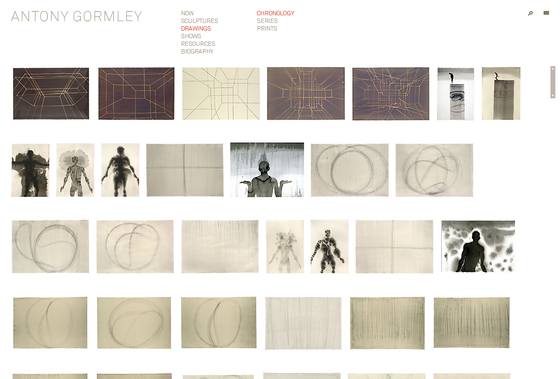 ANTONY GORMLEY
NOW
SCULPTURES
DRAWINGS
SHOWS
RESOURCES
BIOGRAPHY
CHRONOLOGY
SERIES
PRINTS